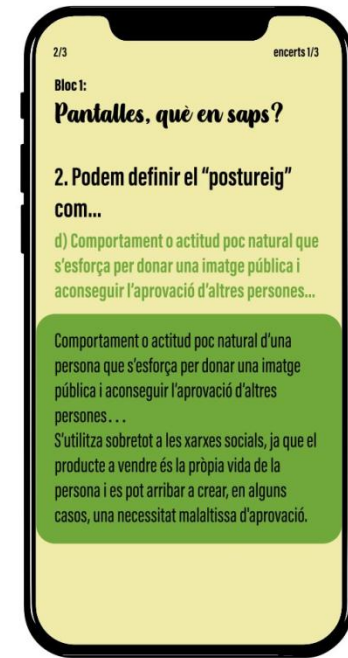 2/3
encerts 1/3
Bloc 1:
Pantalles, què en saps?
2. Podem definir el “postureig”
com...
d) Comportament o actitud poc natural que
s’esforça per donar una imatge pública i
aconseguir l’aprovació d’altres persones...
Comportament o actitud poc natural d’una
persona que s’esforça per donar una imatge
pública i aconseguir l’aprovació d’altres
persones...
S’utilitza sobretot a les xarxes socials, ja que el
producte a vendre és la pròpia vida de la
persona i es pot arribar a crear, en alguns
casos, una necessitat malaltissa d'aprovació.